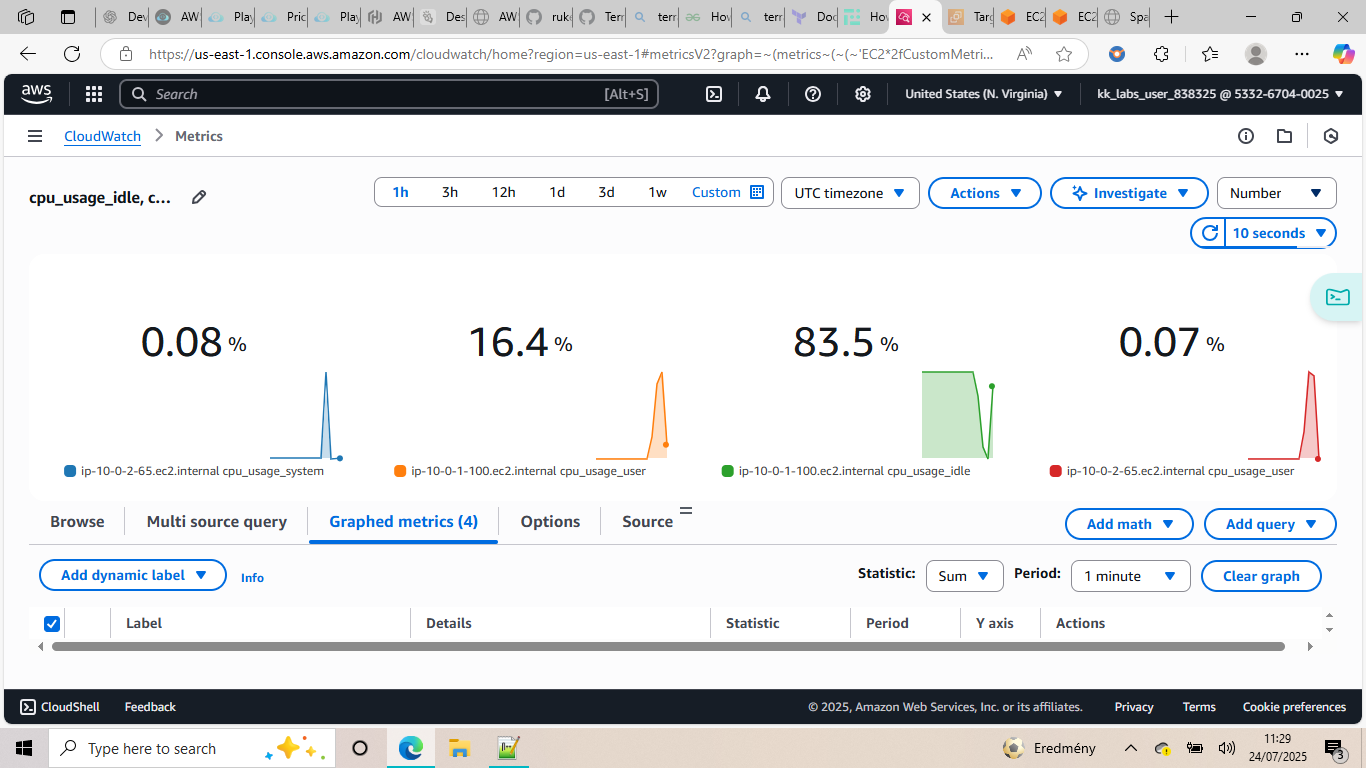 Dev
AW
Play
Pric
Play
AW
Des
AW
ruk
Terr
terr
Hov
terr
Doc
Hov
Targ
EC2
EC2
Spa
https://us-east-1.console.aws.amazon.com/cloudwatch/home?region=us-east-1#metricsV2?graph=~(metrics~(~(~'EC2*2fCustomMetri...
aws
Search
[Alt+S]
United States (N. Virginia)
kk_labs_user_838325 @ 5332-6704-0025
CloudWatch
Metrics
cpu_usage_idle, c...
1h
3h
12h
1d
3d
1w
Custom
UTC timezone
Actions
Investigate
Number
10 seconds
0.08 %
16.4 %
83.5 %
0.07 %
ip-10-0-2-65.ec2.internal cpu_usage_system
ip-10-0-1-100.ec2.internal cpu_usage_user
ip-10-0-1-100.ec2.internal cpu_usage_idle
ip-10-0-2-65.ec2.internal cpu_usage_user
Browse
Multi source query
Graphed metrics (4)
Options
Source
Add math
Add query
Add dynamic label
Info
Statistic:
Sum
Period:
1 minute
Clear graph
Label
Details
Statistic
Period
Y axis
Actions
CloudShell
Feedback
© 2025, Amazon Web Services, Inc. or its affiliates.
Privacy
Terms
Cookie preferences
Type here to search
Eredmény
11:29
24/07/2025
3